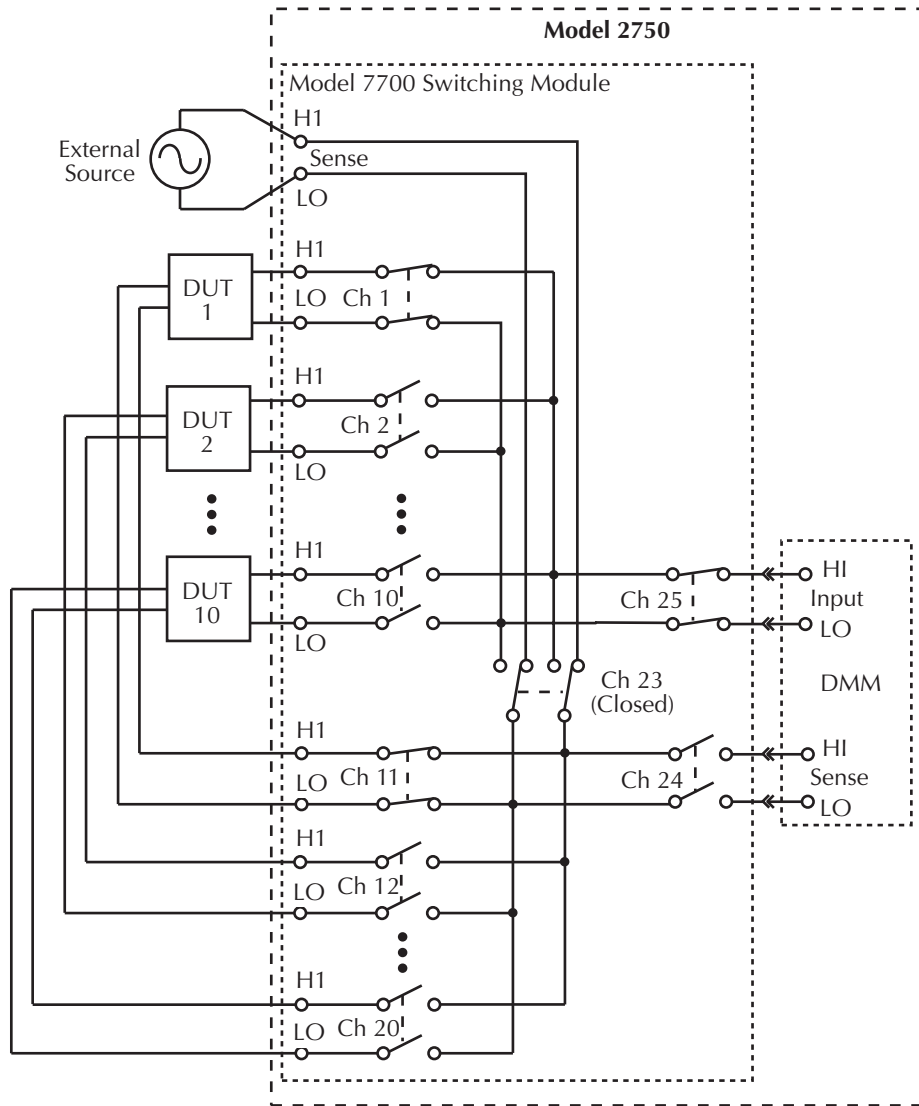 Model 2750
Model 7700 Switching Module
H1
External
Source
Sense
LO
H1
DUT
1
LO
Ch 1
H1
DUT
2
Ch 2
LO
H1
DUT
10
Ch 10
LO
Ch 25
HI
Input
LO
Ch 23
(Closed)
DMM
H1
LO
Ch 11
Ch 24
HI
Sense
LO
H1
LO
Ch 12
H1
LO
Ch 20